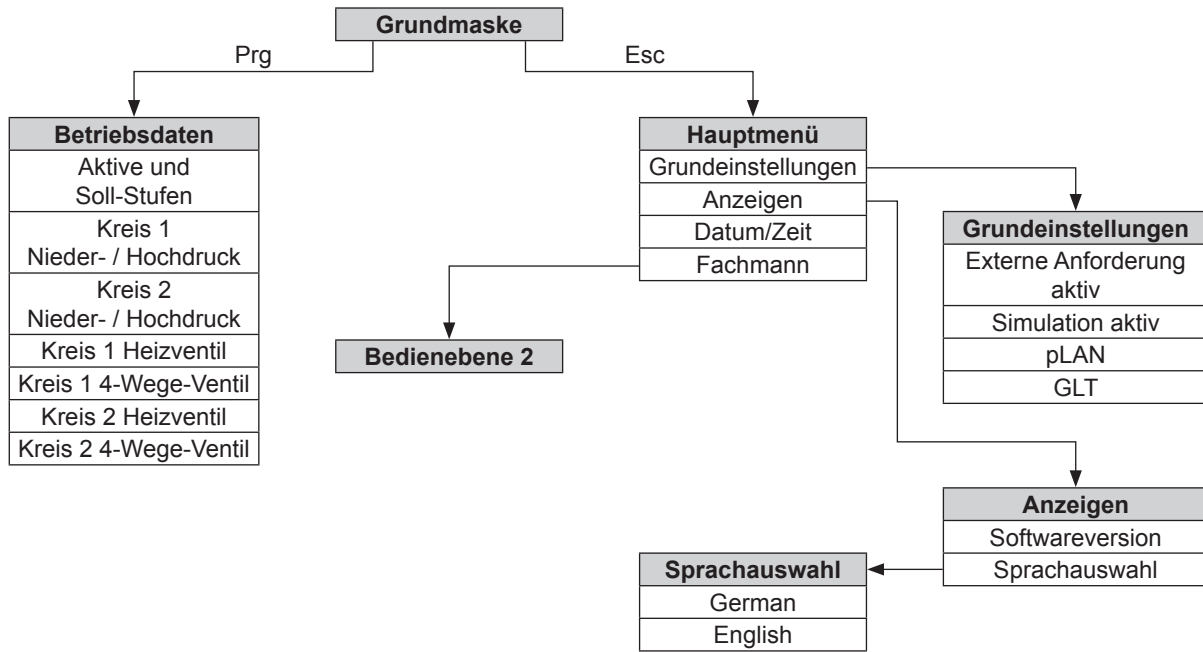 Grundmaske
Prg
Esc
Betriebsdaten
Aktive und
Soll-Stufen
Kreis 1
Nieder- / Hochdruck
Kreis 2
Nieder- / Hochdruck
Kreis 1 Heizventil
Kreis 1 4-Wege-Ventil
Kreis 2 Heizventil
Kreis 2 4-Wege-Ventil
Hauptmenü
Grundeinstellungen
Anzeigen
Datum/Zeit
Fachmann
Bedienebene 2
Grundeinstellungen
Externe Anforderung
aktiv
Simulation aktiv
pLAN
GLT
Anzeigen
Softwareversion
Sprachauswahl
Sprachauswahl
German
English